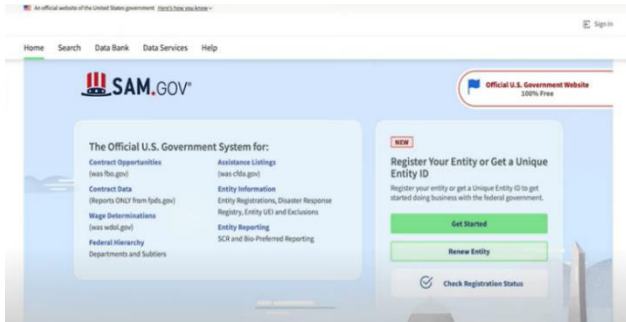 An official website of the United States government Here's how you know
Sign In
Home Search Data Bank Data Services Help
SAM.GOV®
Official U.S. Government Website
100% Free
The Official U.S. Government System for:
Contract Opportunities
(was fbo.gov)
Contract Data
(Reports ONLY from fpds.gov)
Wage Determinations
(was wdol.gov)
Federal Hierarchy
Departments and Subtiers
Assistance Listings
(was cfda.gov)
Entity Information
Entity Registrations, Disaster Response
Registry, Entity UEI and Exclusions
Entity Reporting
SCR and Bio-Preferred Reporting
NEW
Register Your Entity or Get a Unique
Entity ID
Register your entity or get a Unique Entity ID to get
started doing business with the federal government.
Get Started
Renew Entity
Check Registration Status